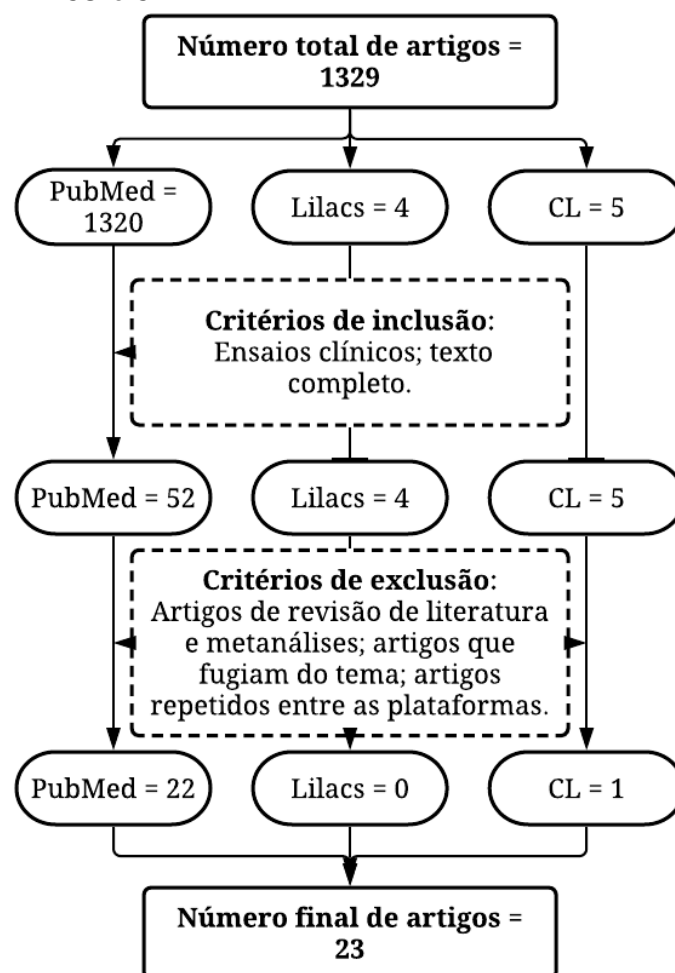 Número total de artigos =
1329
PubMed =
1320
Lilacs = 4
CL = 5
Critérios de inclusão:
Ensaios clínicos; texto
completo.
PubMed = 52
Lilacs = 4
CL = 5
Critérios de exclusão:
Artigos de revisão de literatura
e metanálises; artigos que
fugiam do tema; artigos
repetidos entre as plataformas.
PubMed = 22
Lilacs = 0
CL = 1
Número final de artigos =
23